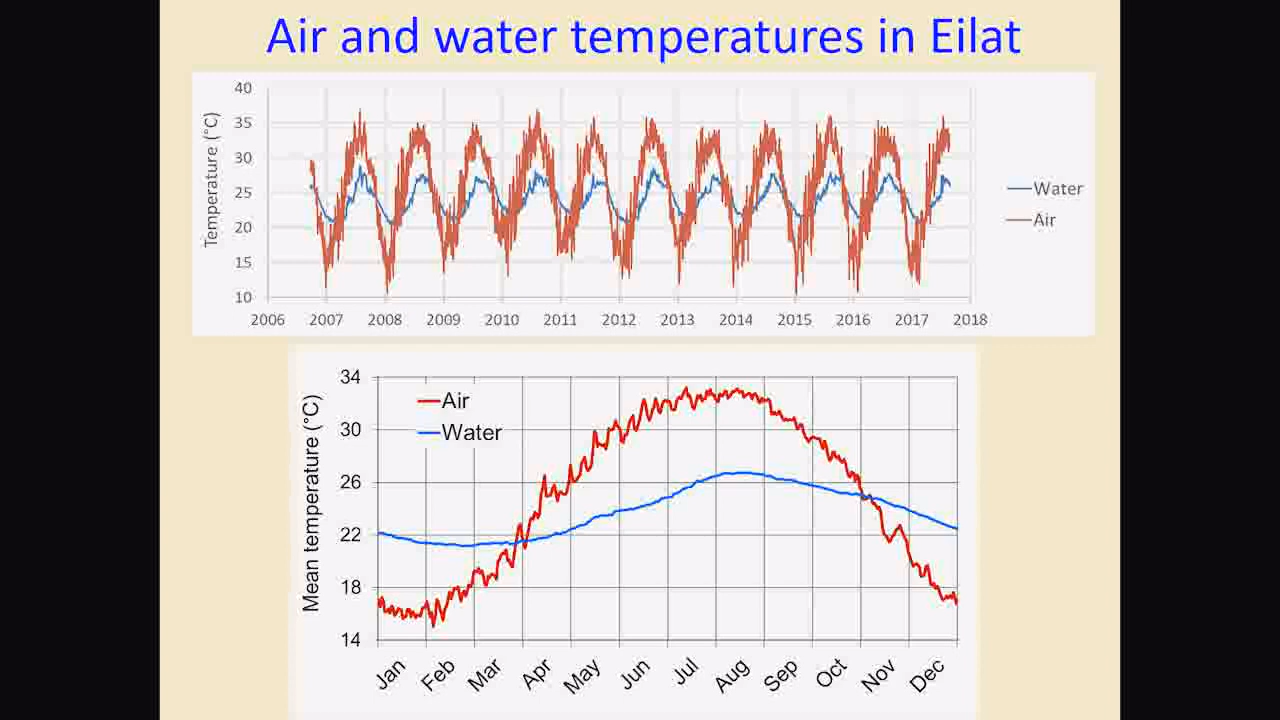 Air and water temperatures in Eilat
40
35
30
25
20
15
10
Temperature (°C)
2006 2007 2008 2009 2010 2011 2012 2013 2014 2015 2016 2017 2018
Water
Air
34
30
26
22
18
14
Mean temperature (°C)
Air
Water
Jan Feb Mar Apr May Jun Jul Aug Sep Oct Nov Dec